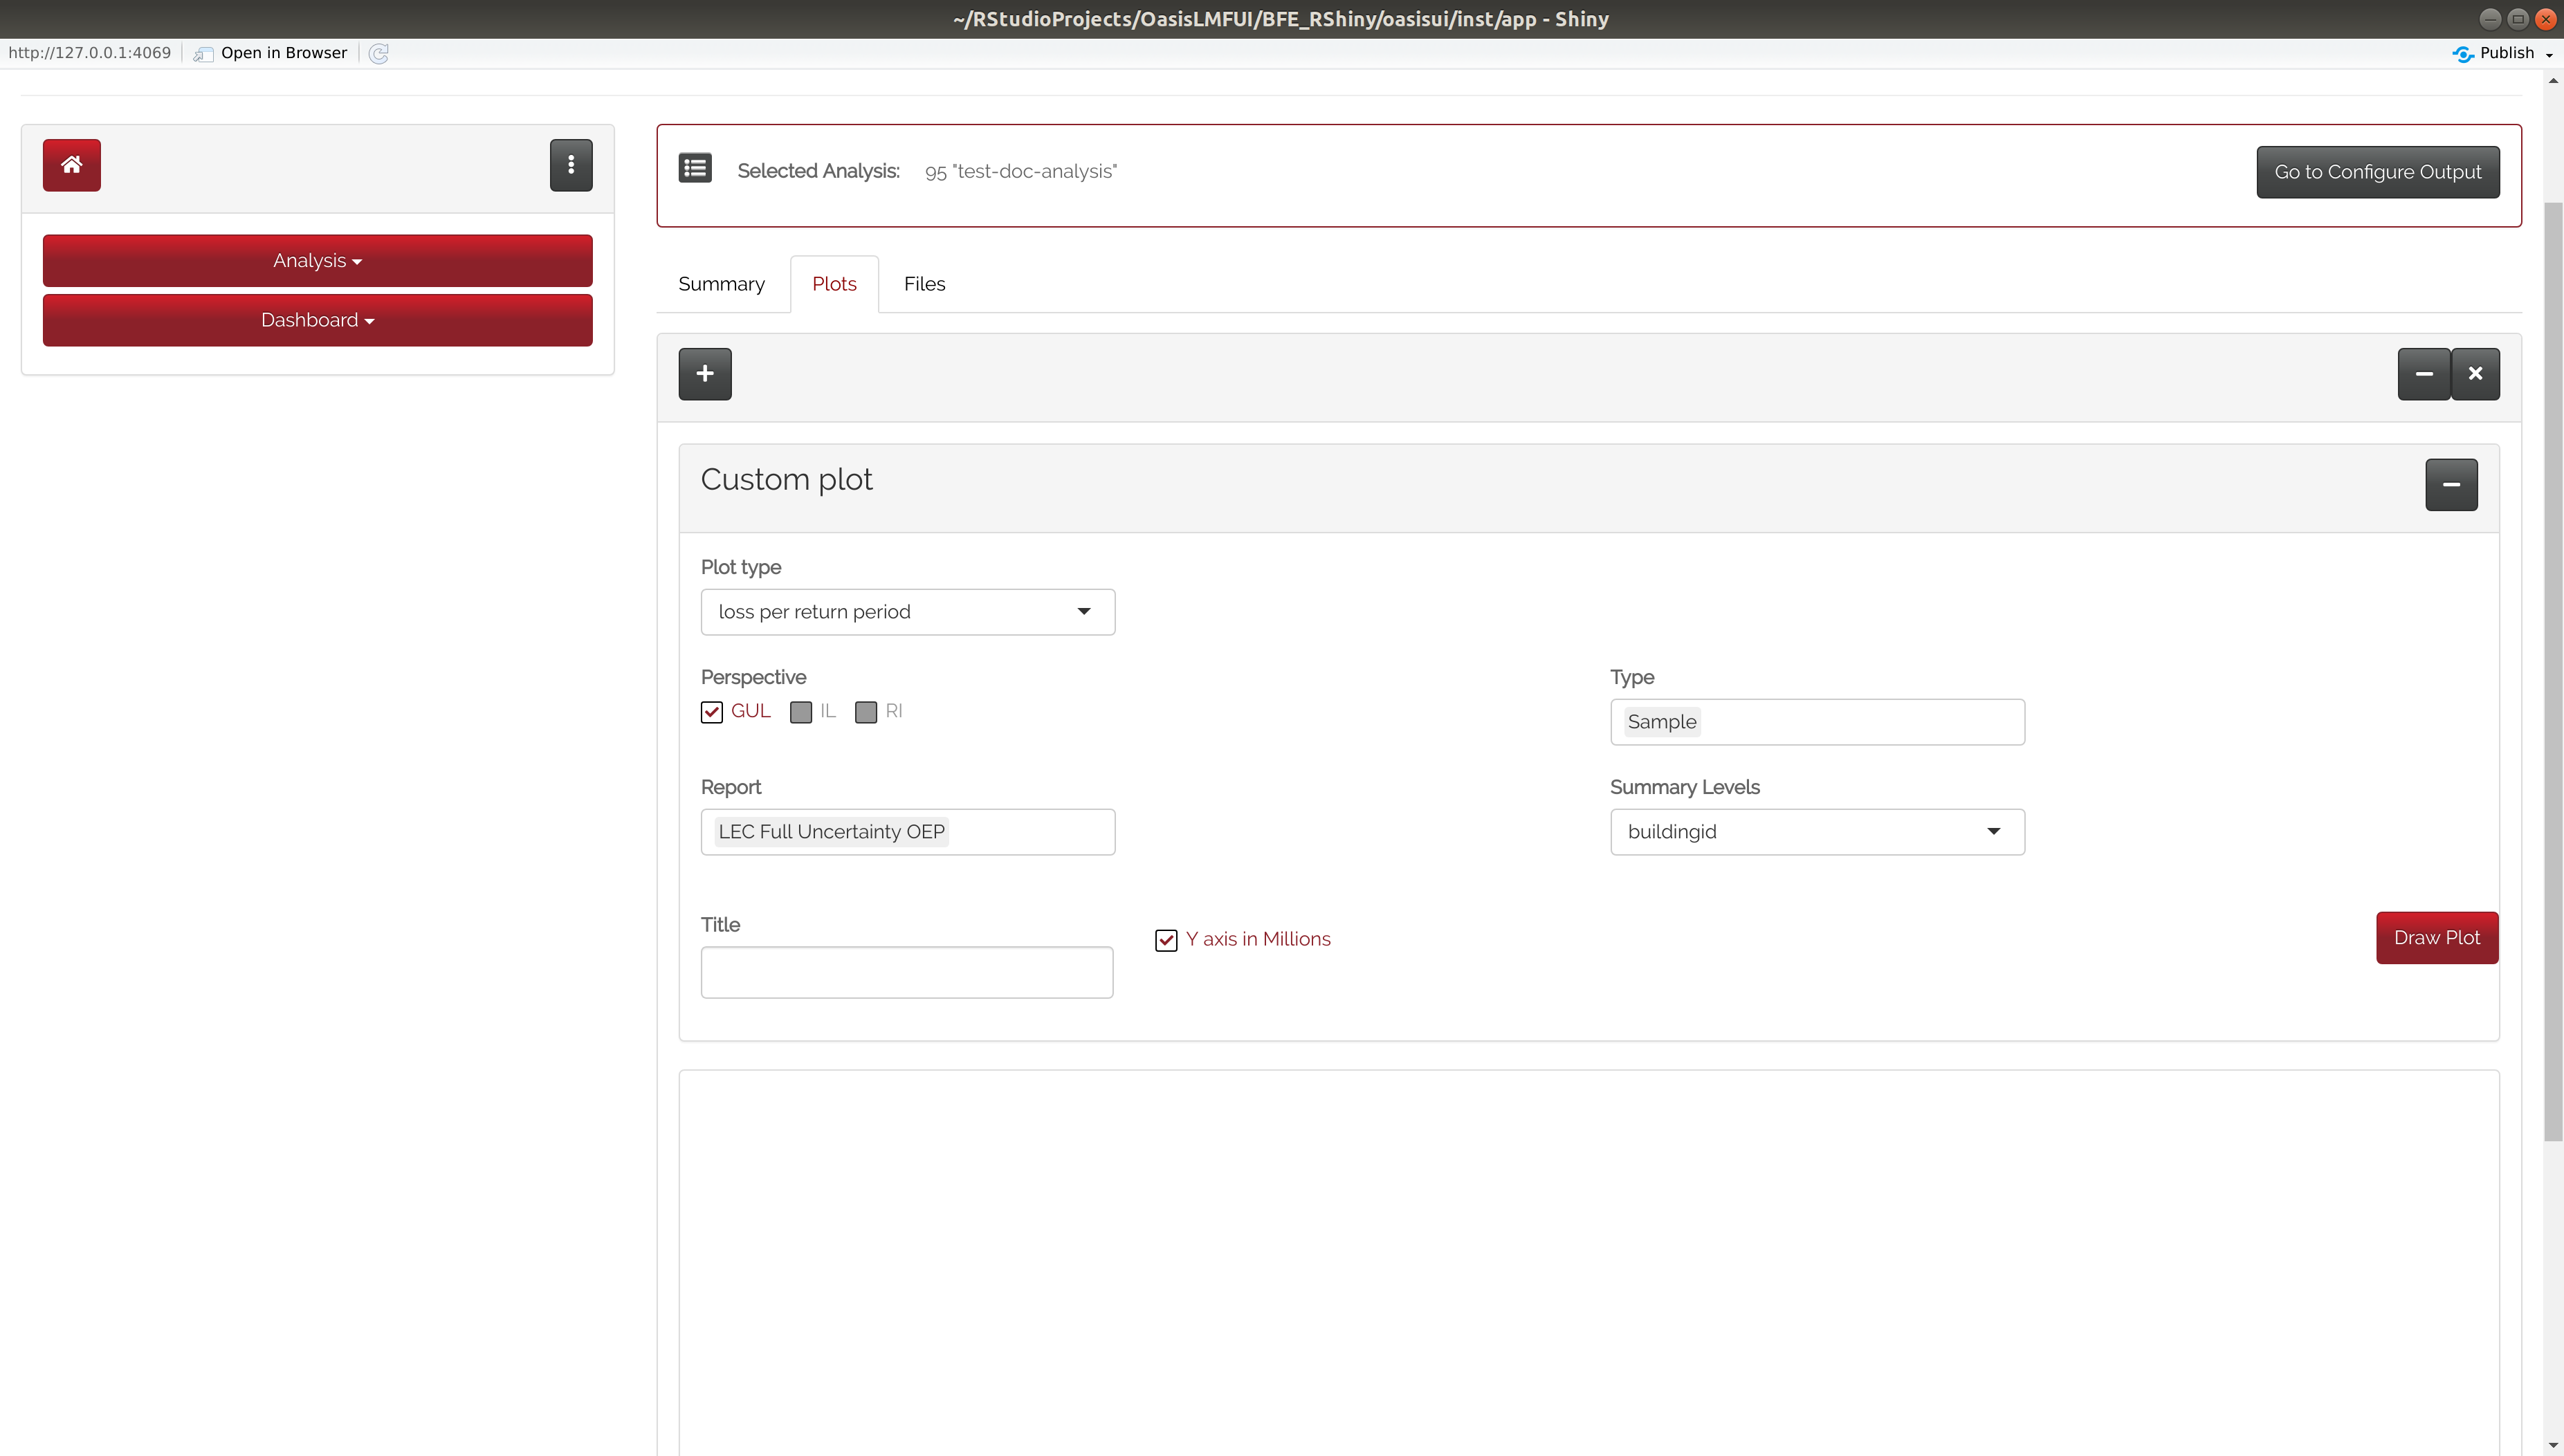 ~/RStudioProjects/OasisLMFUI/BFE_RShiny/oasisui/inst/app - Shiny
http://127.0.0.1:4069 Open in Browser Publish
Selected Analysis: 95 "test-doc-analysis" Go to Configure Output
Analysis
Dashboard
Summary Plots Files
Custom plot
Plot type
loss per return period
Perspective Type
GUL IL RI
Sample
Report Summary Levels
LEC Full Uncertainty OEP buildingid
Title
Y axis in Millions Draw Plot